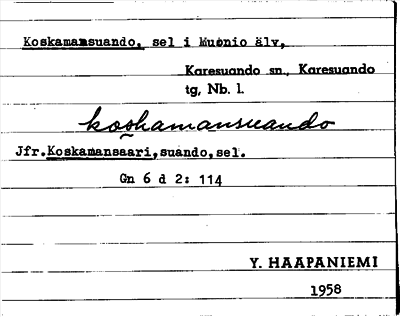 Koskamansuando, sel i Muonio älv,
Karesuando sn., Karesuando
tg, Nb. l.
koskamansuando
Jfr.Koskamansaari,suando,sel.
Gn 6 d 2: 114
Y. HAAPANIEMI
1958